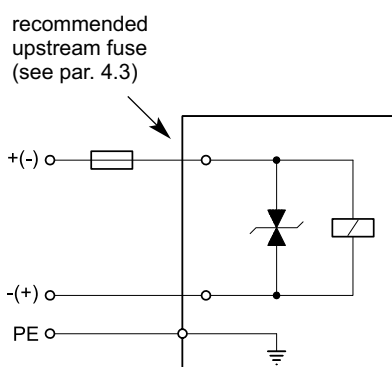 recommended
upstream fuse
(see par. 4.3)
+(-)
-(+)
PE